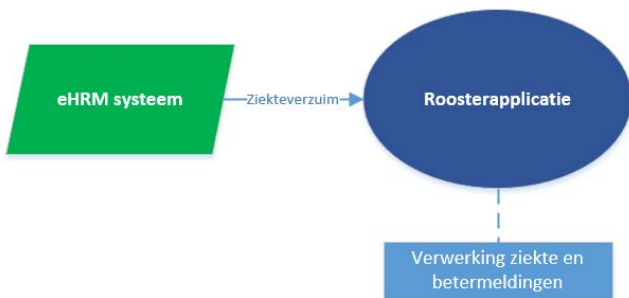 eHRM systeem
Ziekteverzuim
Roosterapplicatie
Verwerking ziekte en
betermeldingen